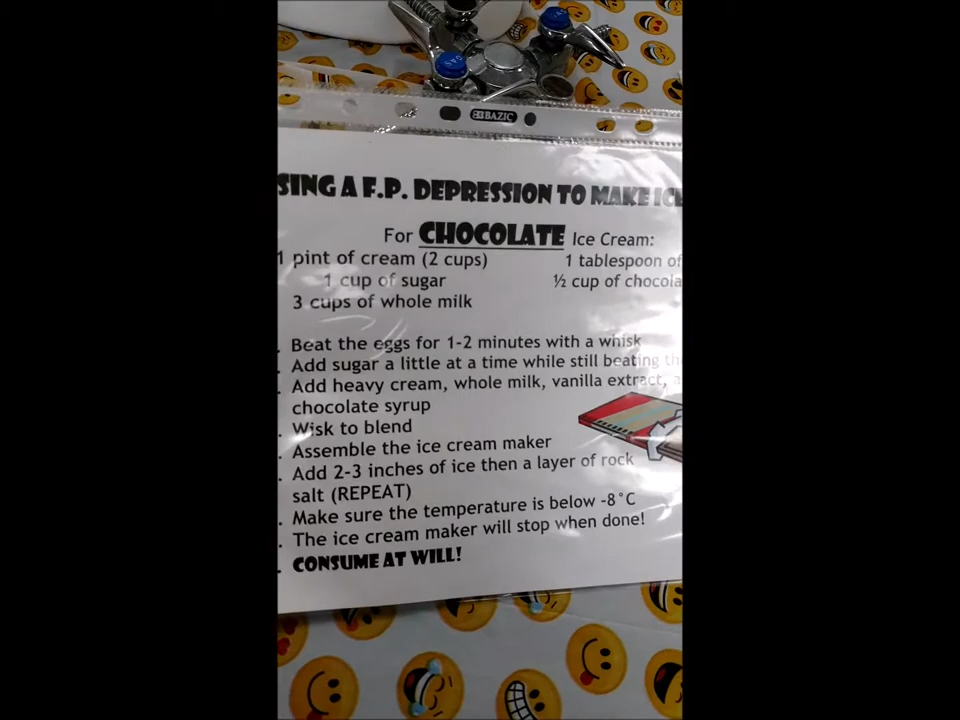 BAZIC
SING A F.P. DEPRESSION TO MAKE ICE
For CHOCOLATE Ice Cream:
1 pint of cream (2 cups) 1 tablespoon of
1 cup of sugar ½ cup of chocola
3 cups of whole milk
. Beat the eggs for 1-2 minutes with a whisk
. Add sugar a little at a time while still beating th
. Add heavy cream, whole milk, vanilla extract, a
chocolate syrup
. Wisk to blend
. Assemble the ice cream maker
. Add 2-3 inches of ice then a layer of rock
salt (REPEAT)
. Make sure the temperature is below -8°C
. The ice cream maker will stop when done!
. CONSUME AT WILL!